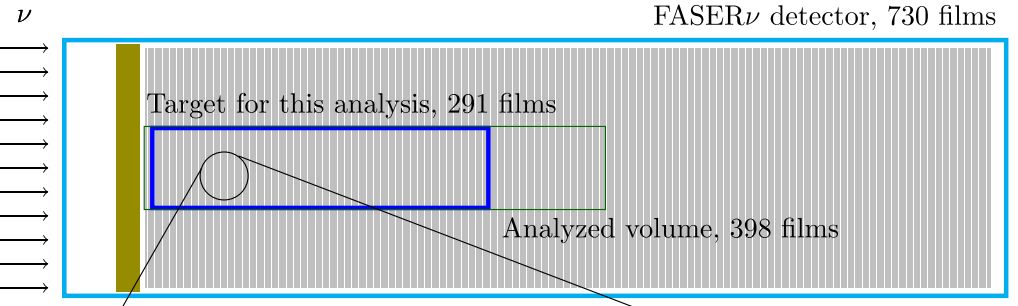 ν
FASERν detector, 730 films
Target for this analysis, 291 films
Analyzed volume, 398 films